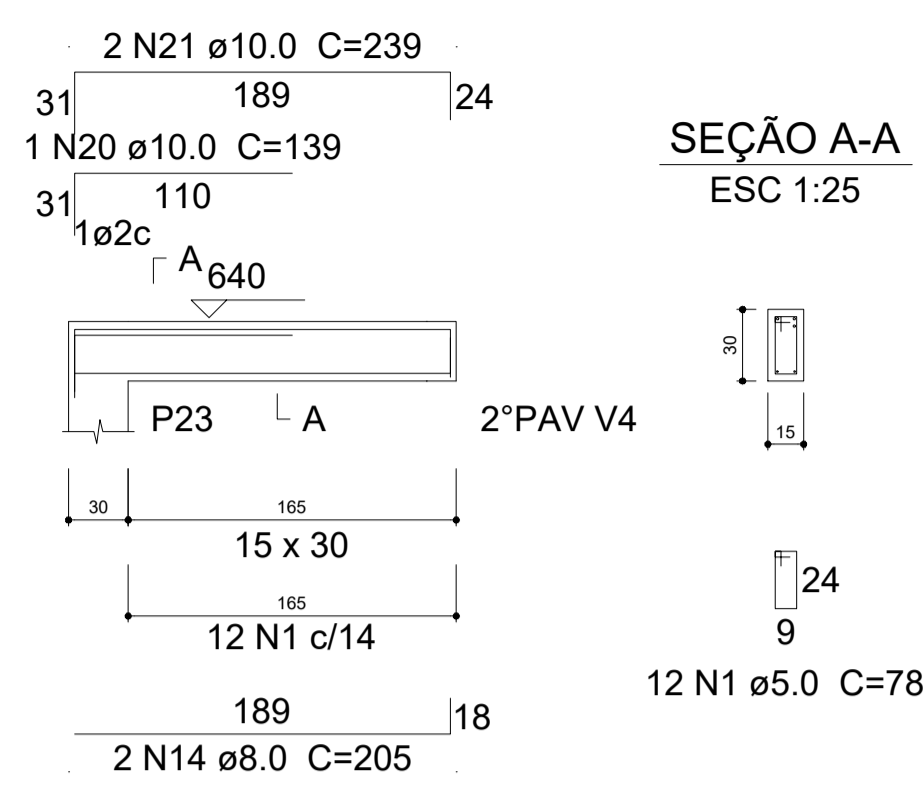 2 N21 ø10.0 C=239
31
189
24
1 N20 ø10.0 C=139
31
110
1ø2c
A
640
P23
A
2°PAV V4
30
165
15 x 30
165
12 N1 c/14
189
18
2 N14 ø8.0 C=205
SEÇÃO A-A
ESC 1:25
30
15
24
9
12 N1 ø5.0 C=78